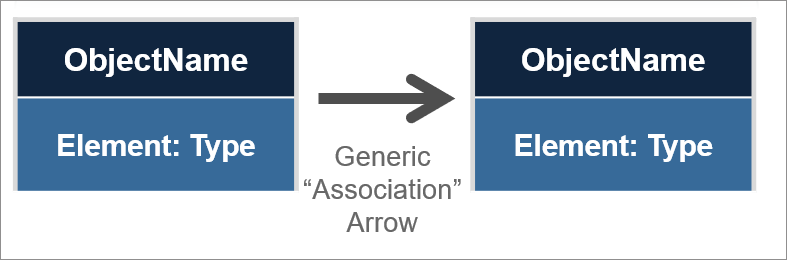 ObjectName
Element: Type
Generic
“Association”
Arrow
ObjectName
Element: Type